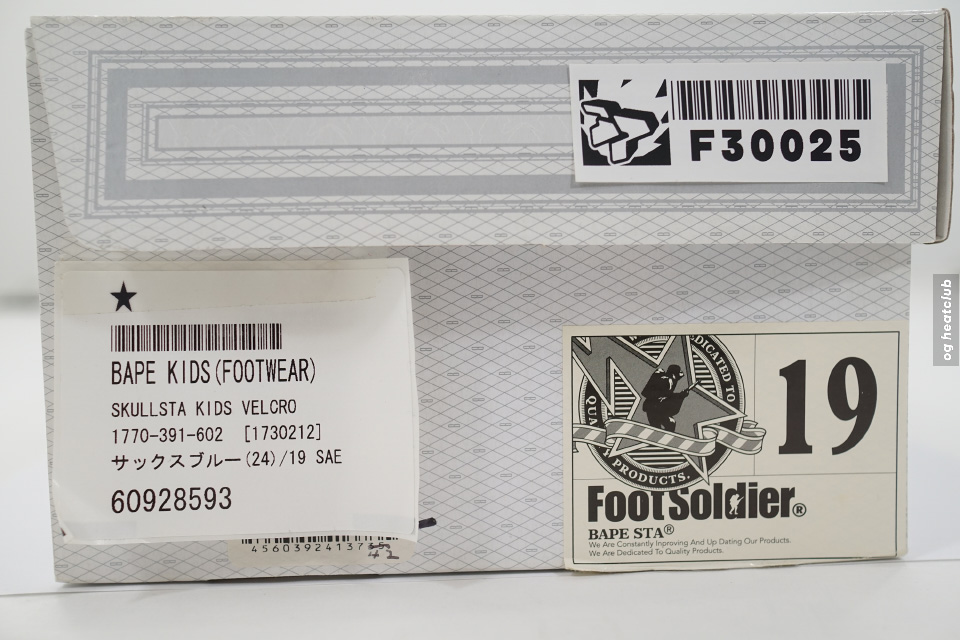 F30025
★
BAPE KIDS(FOOTWEAR)
SKULLSTA KIDS VELCRO
1770-391-602 [1730212]
サックスブルー(24)/19 SAE
60928593
DEDICATED TO QUA
PRODUCTS.
19
FootSoldier®
BAPE STA®
We Are Constantly Inproving And Up Dating Our Products.
We Are Dedicated To Quality Products.
og heatclub